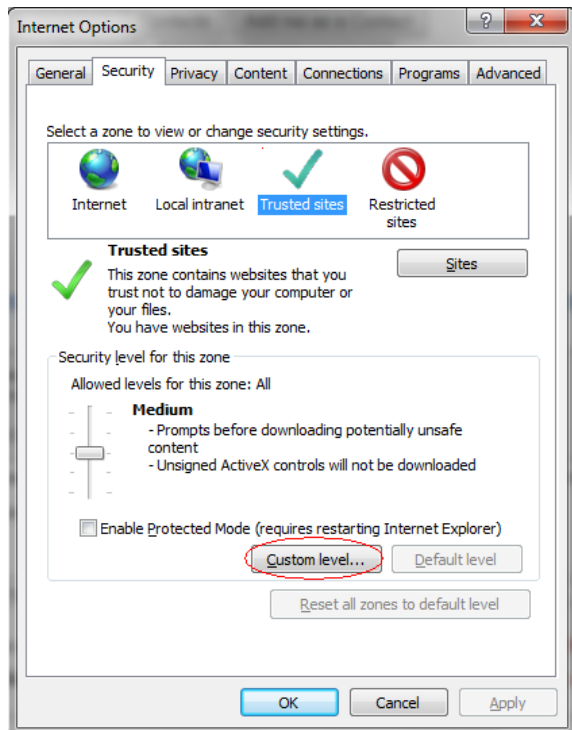 Internet Options
?
X
General Security Privacy Content Connections Programs Advanced
Select a zone to view or change security settings.
Internet Local intranet Trusted sites Restricted
sites
Trusted sites
Sites
This zone contains websites that you
trust not to damage your computer or
your files.
You have websites in this zone.
Security level for this zone
Allowed levels for this zone: All
Medium
- Prompts before downloading potentially unsafe
content
- Unsigned ActiveX controls will not be downloaded
Enable Protected Mode (requires restarting Internet Explorer)
Custom level... Default level
Reset all zones to default level
OK Cancel Apply